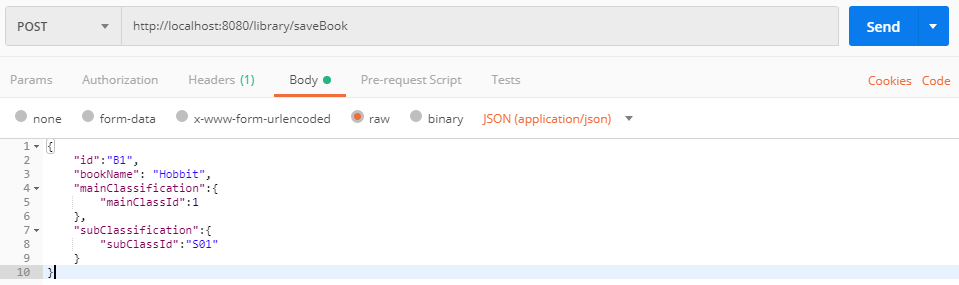 POST http://localhost:8080/library/saveBook Send
Params Authorization Headers (1) Body Pre-request Script Tests Cookies Code
none form-data x-www-form-urlencoded raw binary JSON (application/json)
1 {
2 "id":"B1",
3 "bookName": "Hobbit",
4 "mainClassification":{
5 "mainClassId":1
6 },
7 "subClassification":{
8 "subClassId":"S01"
9 }
10 }